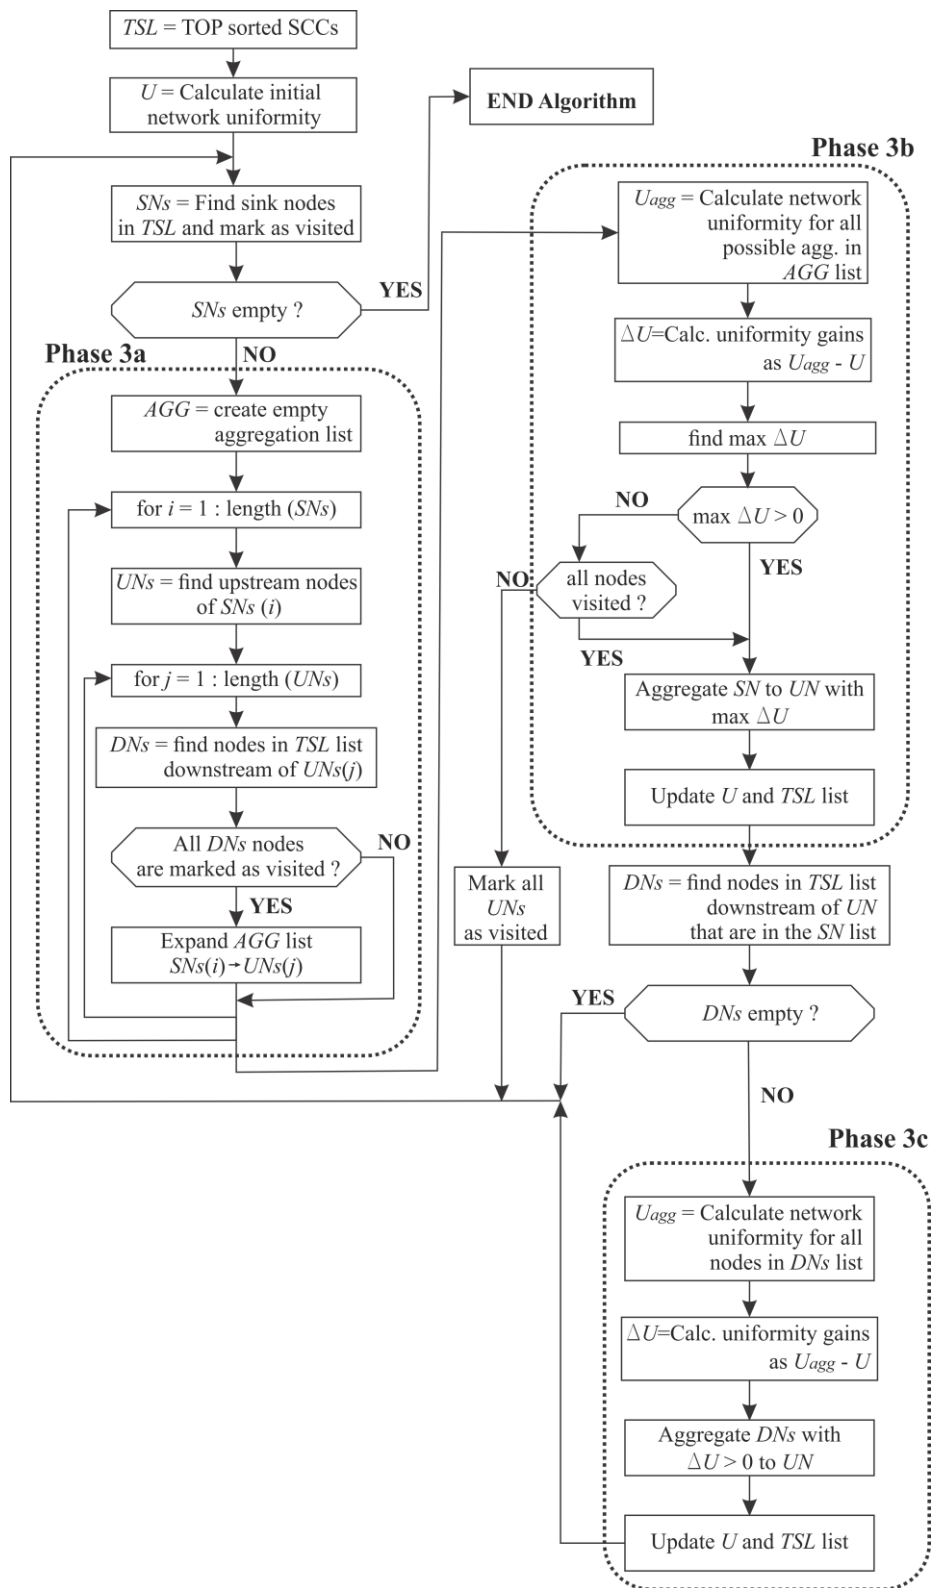 TSL = TOP sorted SCCs
U = Calculate initial
network uniformity
END Algorithm
SNs = Find sink nodes
in TSL and mark as visited
SNs empty ?
YES
NO
Phase 3a
AGG = create empty
aggregation list
for i = 1 : length (SNs)
UNs = find upstream nodes
of SNs (i)
for j = 1 : length (UNs)
DNs = find nodes in TSL list
downstream of UNs(j)
All DNs nodes
are marked as visited ?
NO
YES
Expand AGG list
SNs(i)→UNs(j)
Phase 3b
Uagg = Calculate network
uniformity for all
possible agg. in
AGG list
ΔU=Calc. uniformity gains
as Uagg - U
find max ΔU
max ΔU > 0
NO
YES
all nodes
visited ?
NO
YES
Aggregate SN to UN with
max ΔU
Update U and TSL list
Mark all
UNs
as visited
DNs = find nodes in TSL list
downstream of UN
that are in the SN list
DNs empty ?
YES
NO
Phase 3c
Uagg = Calculate network
uniformity for all
nodes in DNs list
ΔU=Calc. uniformity gains
as Uagg - U
Aggregate DNs with
ΔU > 0 to UN
Update U and TSL list